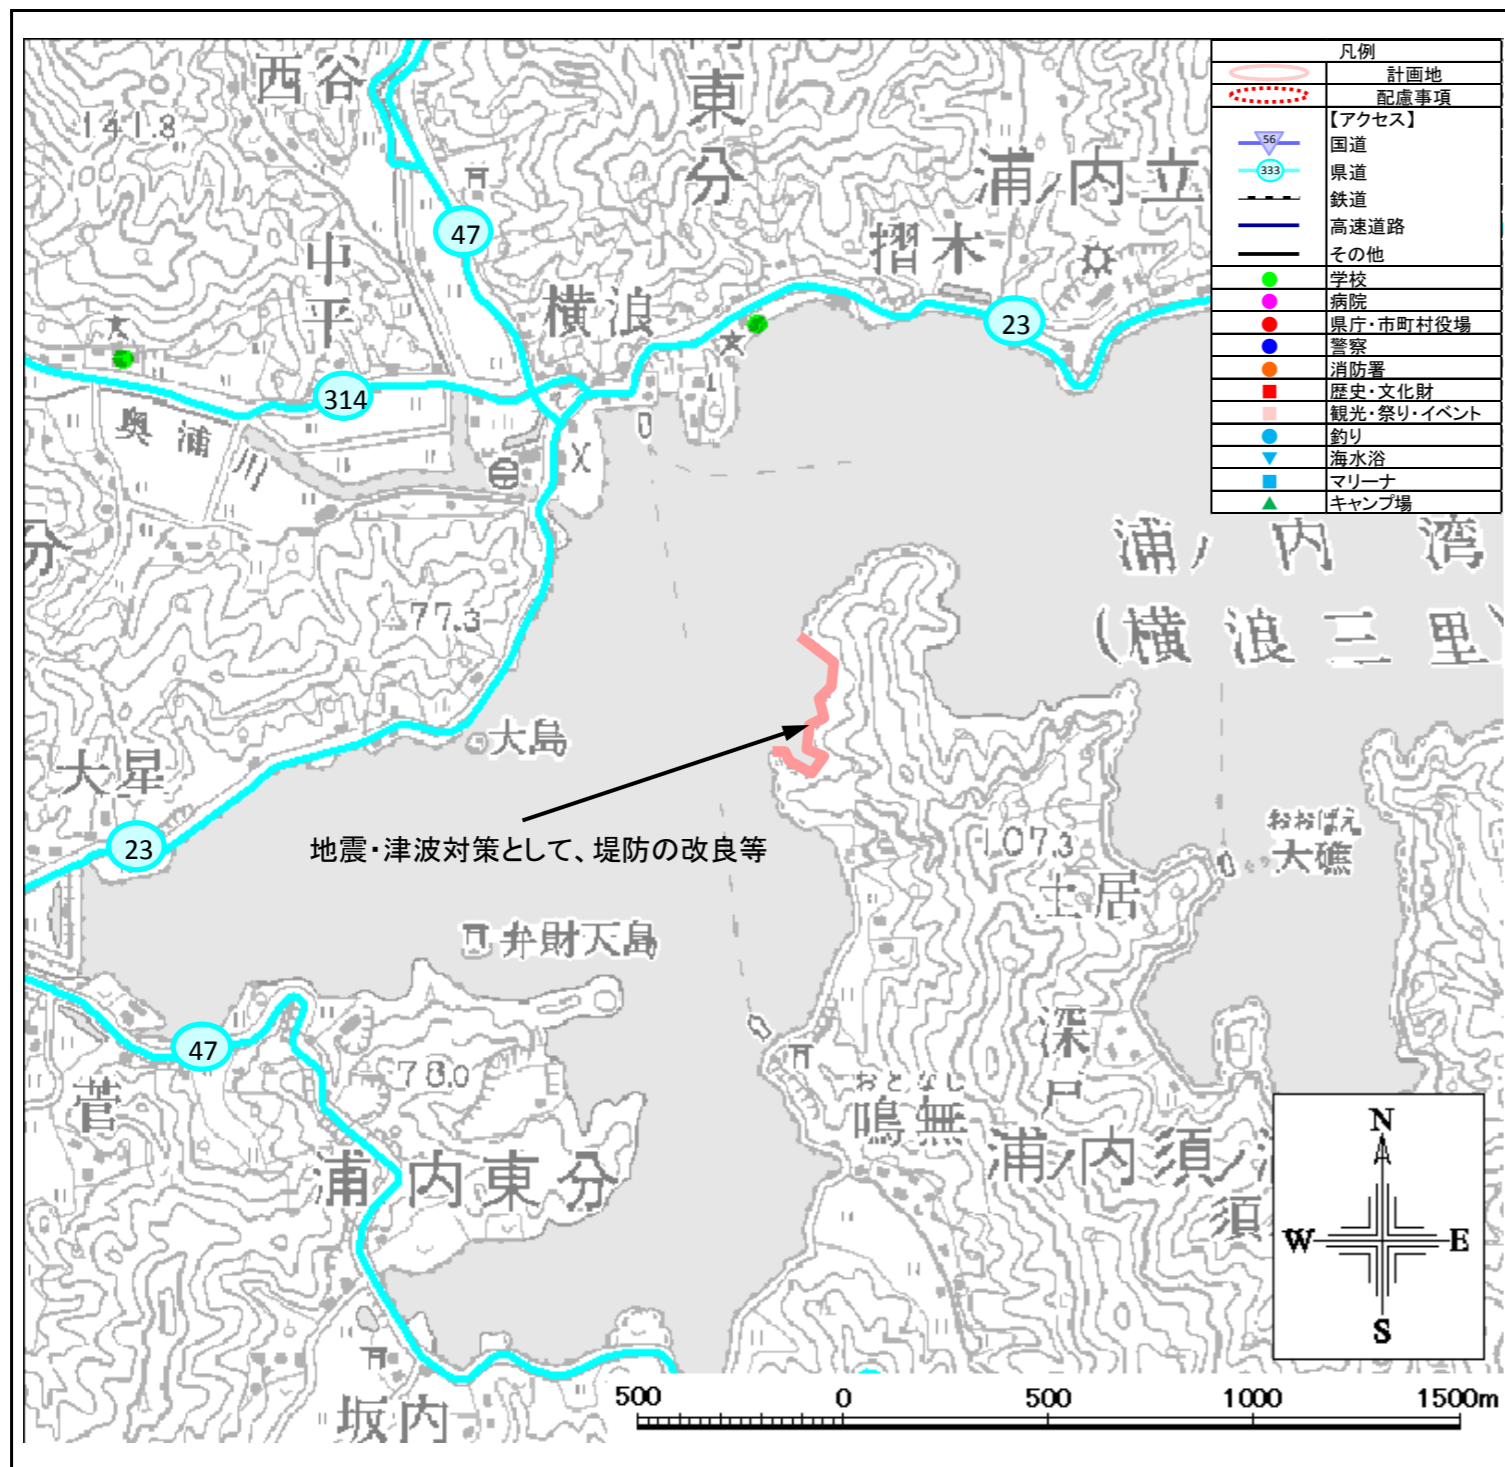 西谷
141.3
東分
浦ノ内立
摺木
47
中平
横浪
23
314
奥浦川
分
77.3
浦ノ内湾
(横浪三里)
大島
大星
23
地震・津波対策として、堤防の改良等
107.3
土居
おおばえ
大礁
弁財天島
47
菅
78.0
深戸
おとなし
鳴無
浦ノ内東分
浦ノ内須ノ
須
坂内
凡例
計画地
配慮事項
【アクセス】
56
国道
333
県道
鉄道
高速道路
その他
学校
病院
県庁・市町村役場
警察
消防署
歴史・文化財
観光・祭り・イベント
釣り
海水浴
マリーナ
キャンプ場
N
W
E
S
500 0 500 1000 1500m